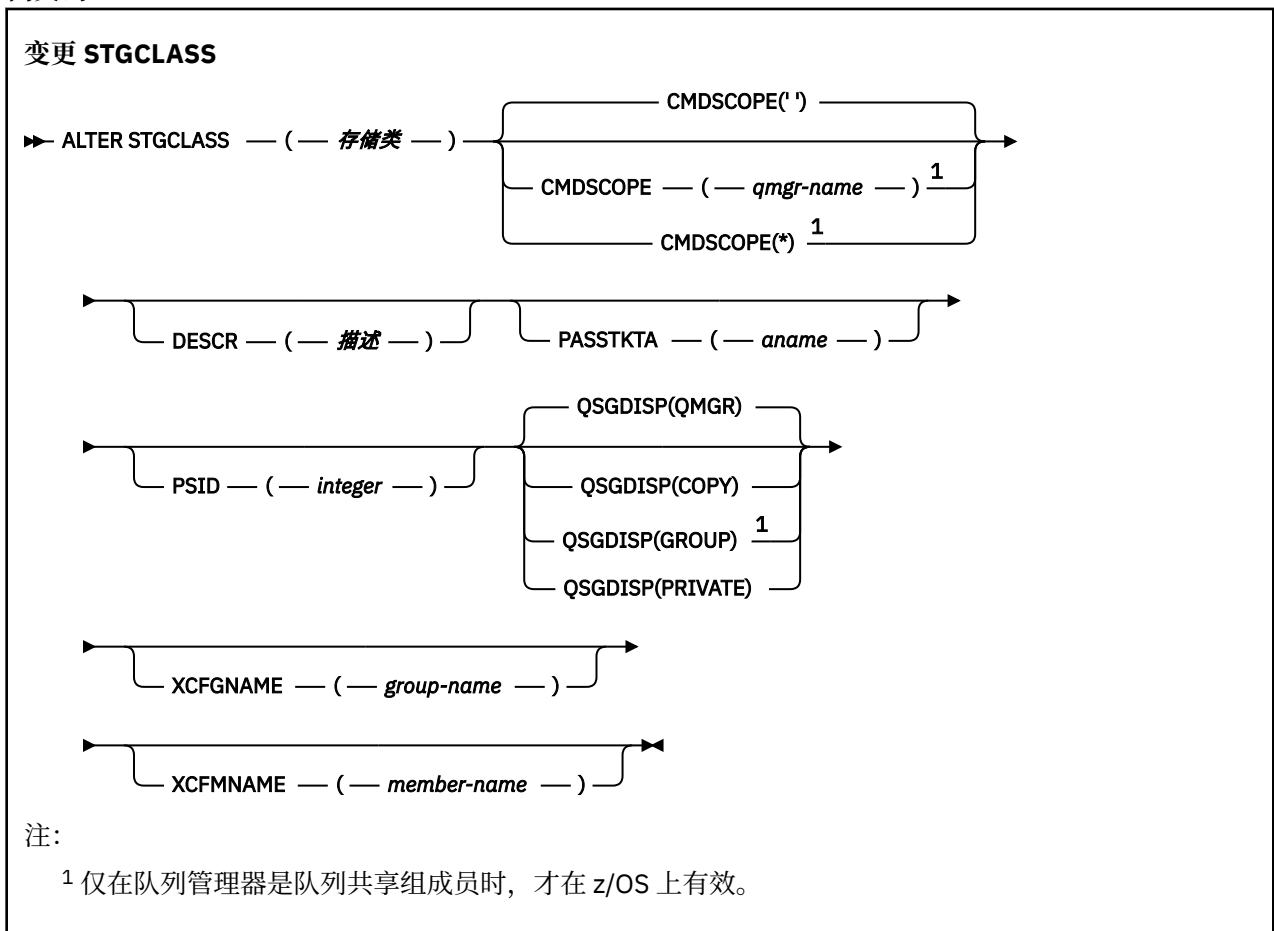 变更 STGCLASS
CMDSCOPE(' ')
ALTER STGCLASS ( 存储类 )
CMDSCOPE ( qmgr-name ) 1
CMDSCOPE(*) 1
DESCR ( 描述 ) PASSTKTA ( aname )
QSGDISP(QMGR)
PSID ( integer ) QSGDISP(COPY)
QSGDISP(GROUP) 1
QSGDISP(PRIVATE)
XCFGNAME ( group-name )
XCFMNAME ( member-name )
注：
1 仅在队列管理器是队列共享组成员时，才在 z/OS 上有效。